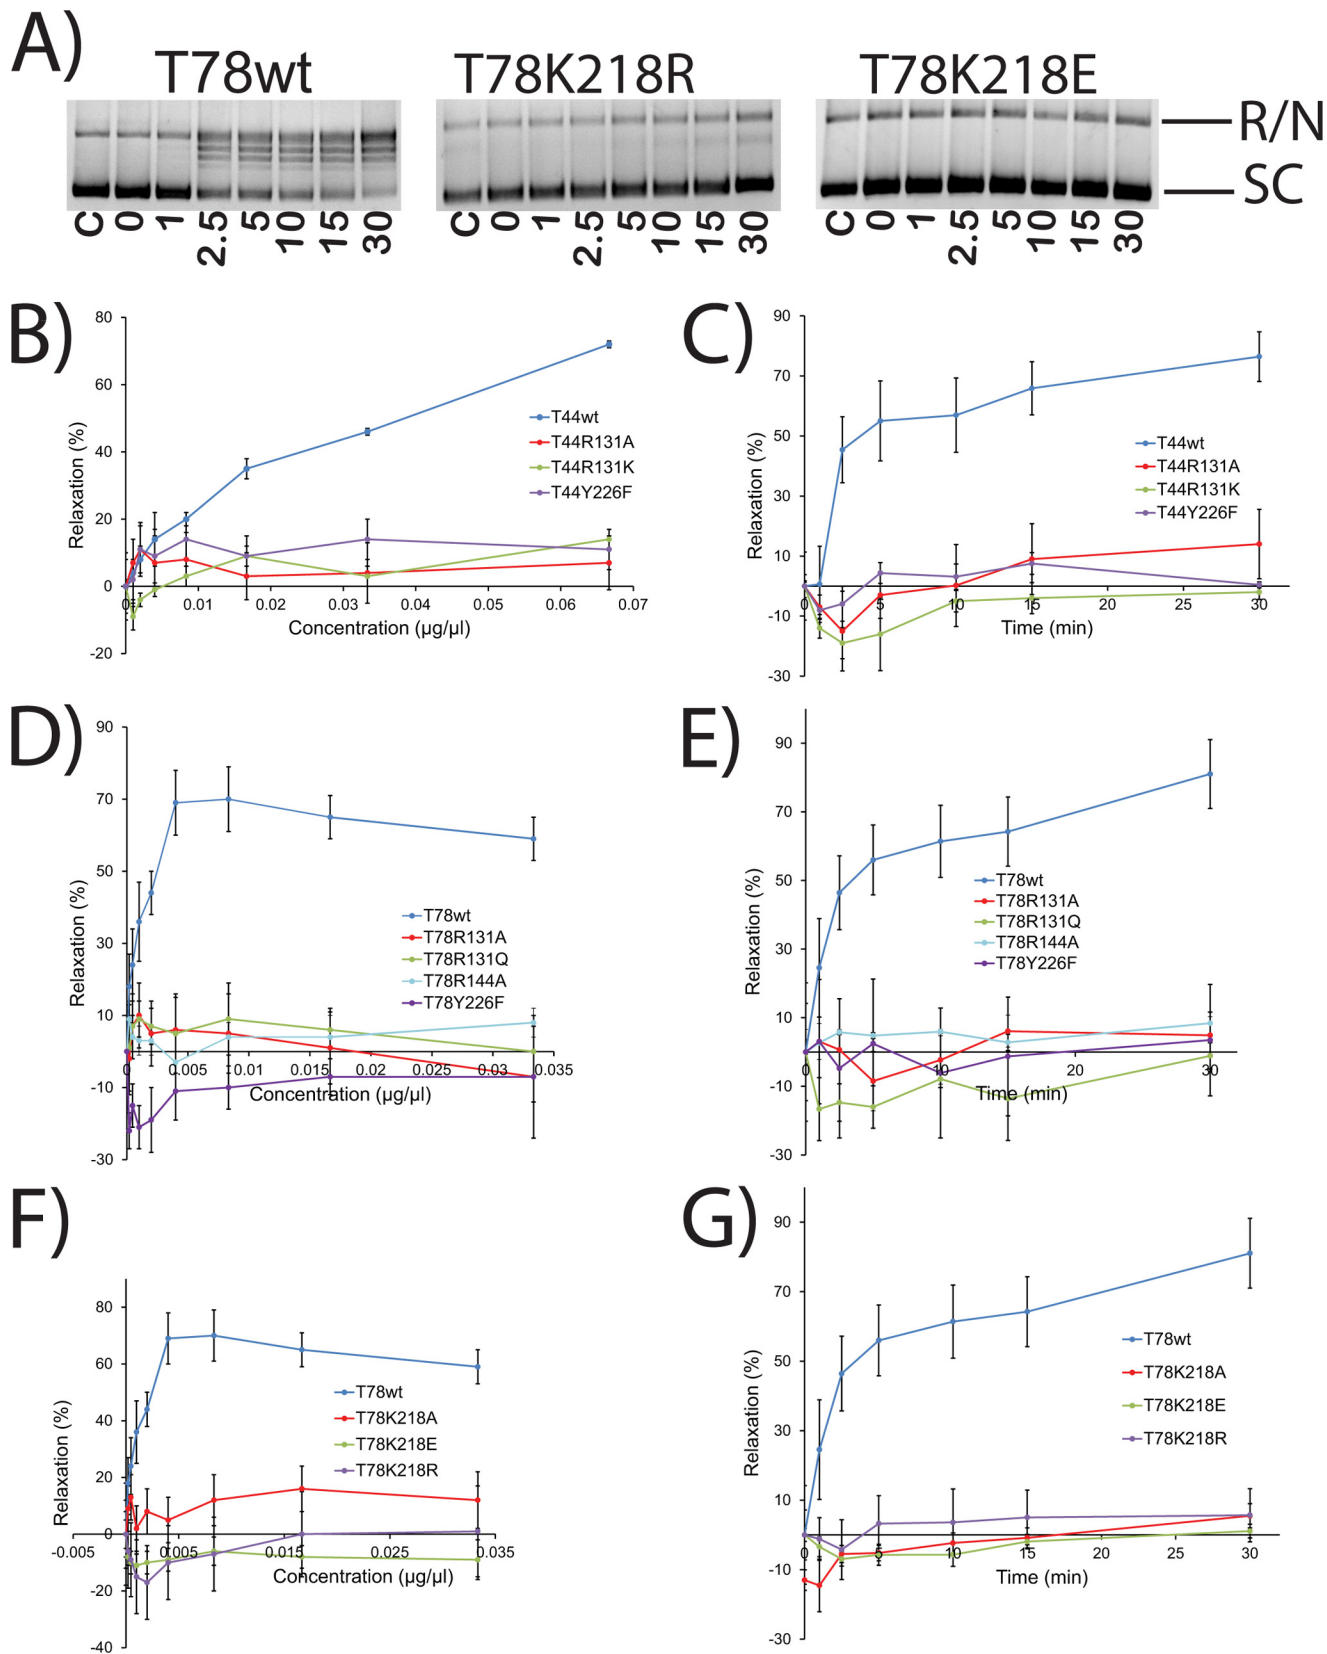 A)
T78wt T78K218R T78K218E
R/N
SC
C 0 1 2.5 5 10 15 30
C 0 1 2.5 5 10 15 30
C 0 1 2.5 5 10 15 30
B)
80
60
40
20
0
-20
Relaxation (%)
0 0.01 0.02 0.03 0.04 0.05 0.06 0.07
Concentration (µg/µl)
T44wt
T44R131A
T44R131K
T44Y226F
C)
90
70
50
30
10
-10
-30
Relaxation (%)
0 5 10 15 20 25 30
Time (min)
T44wt
T44R131A
T44R131K
T44Y226F
D)
90
70
50
30
10
-10
-30
Relaxation (%)
0 0.005 0.01 0.015 0.02 0.025 0.03 0.035
Concentration (µg/µl)
T78wt
T78R131A
T78R131Q
T78R144A
T78Y226F
E)
90
70
50
30
10
-10
-30
Relaxation (%)
0 10 20 30
Time (min)
T78wt
T78R131A
T78R131Q
T78R144A
T78Y226F
F)
80
60
40
20
0
-20
-40
Relaxation (%)
-0.005 0.005 0.015 0.025 0.035
Concentration (µg/µl)
T78wt
T78K218A
T78K218E
T78K218R
G)
90
70
50
30
10
-10
-30
Relaxation (%)
0 5 10 15 20 25 30
Time (min)
T78wt
T78K218A
T78K218E
T78K218R